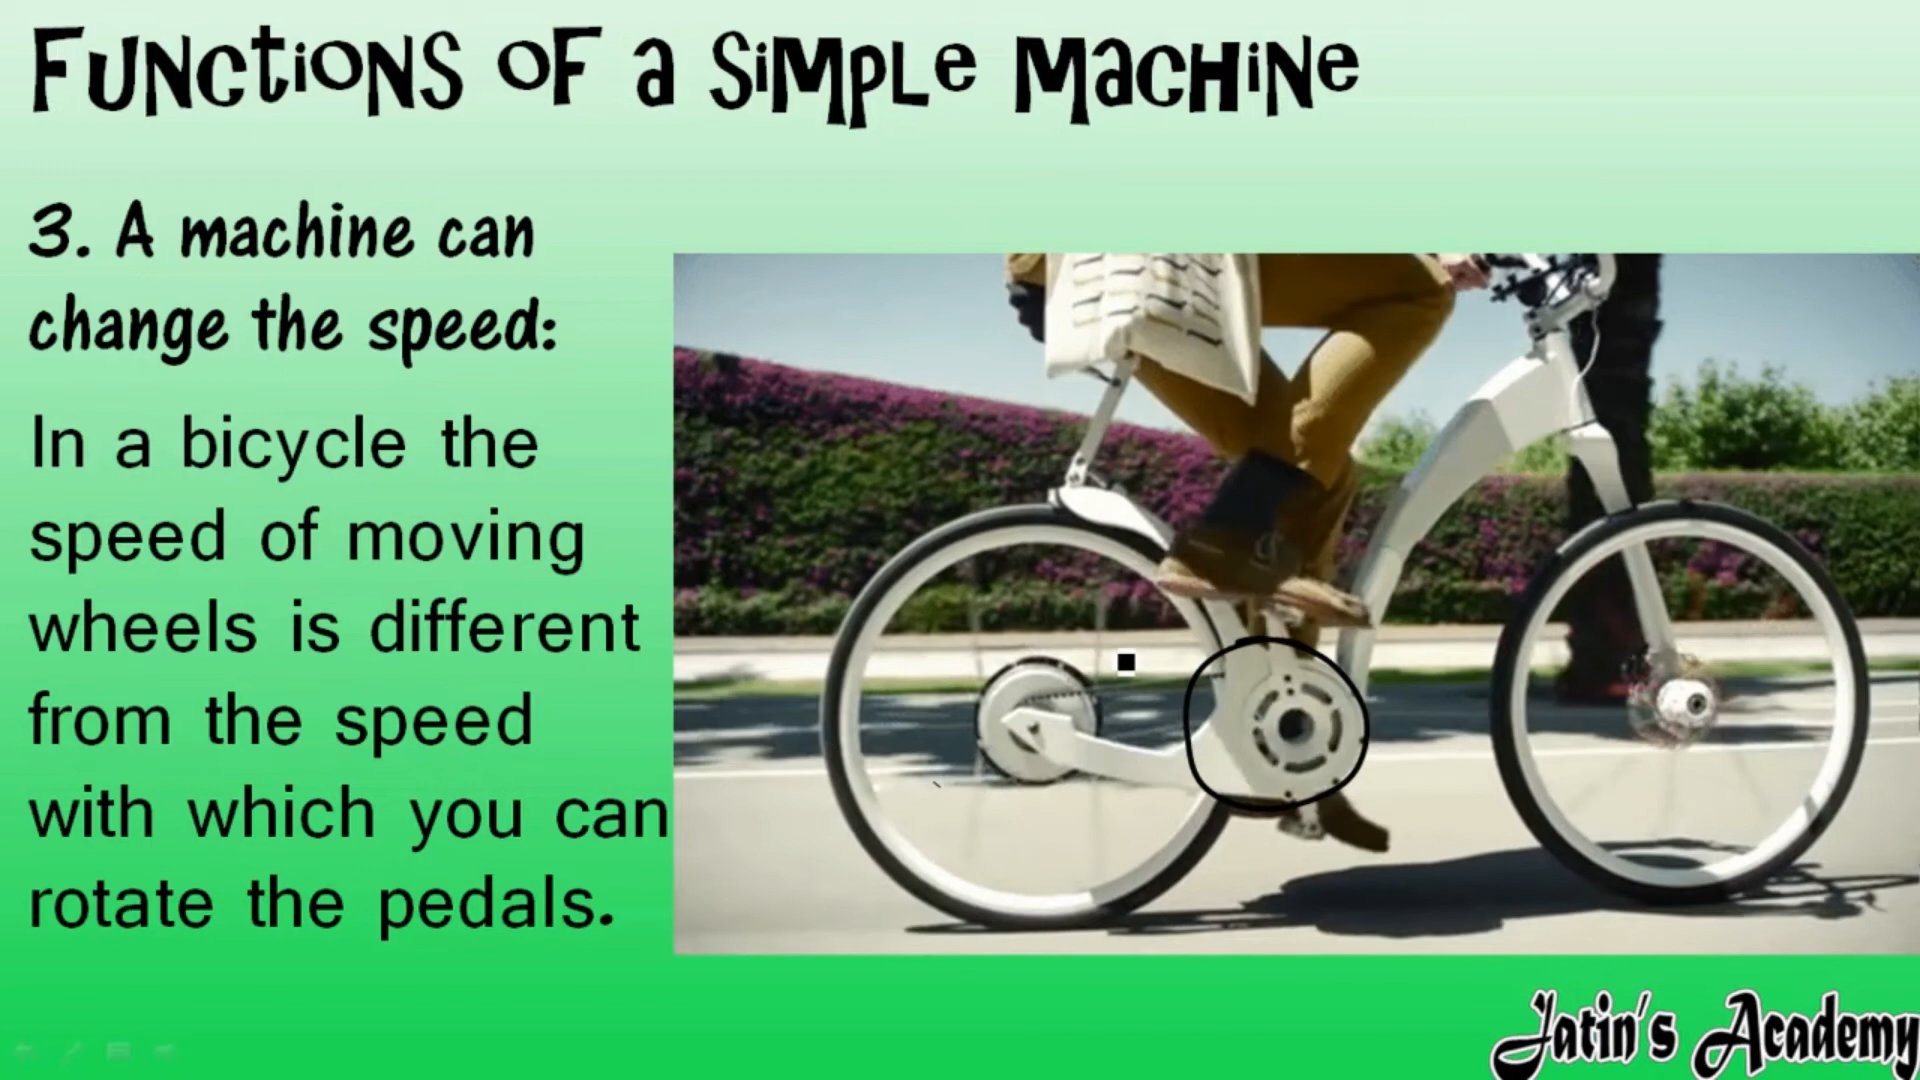 Functions of a Simple Machine
3. A machine can
change the speed:
In a bicycle the
speed of moving
wheels is different
from the speed
with which you can
rotate the pedals.
Jatin's Academy